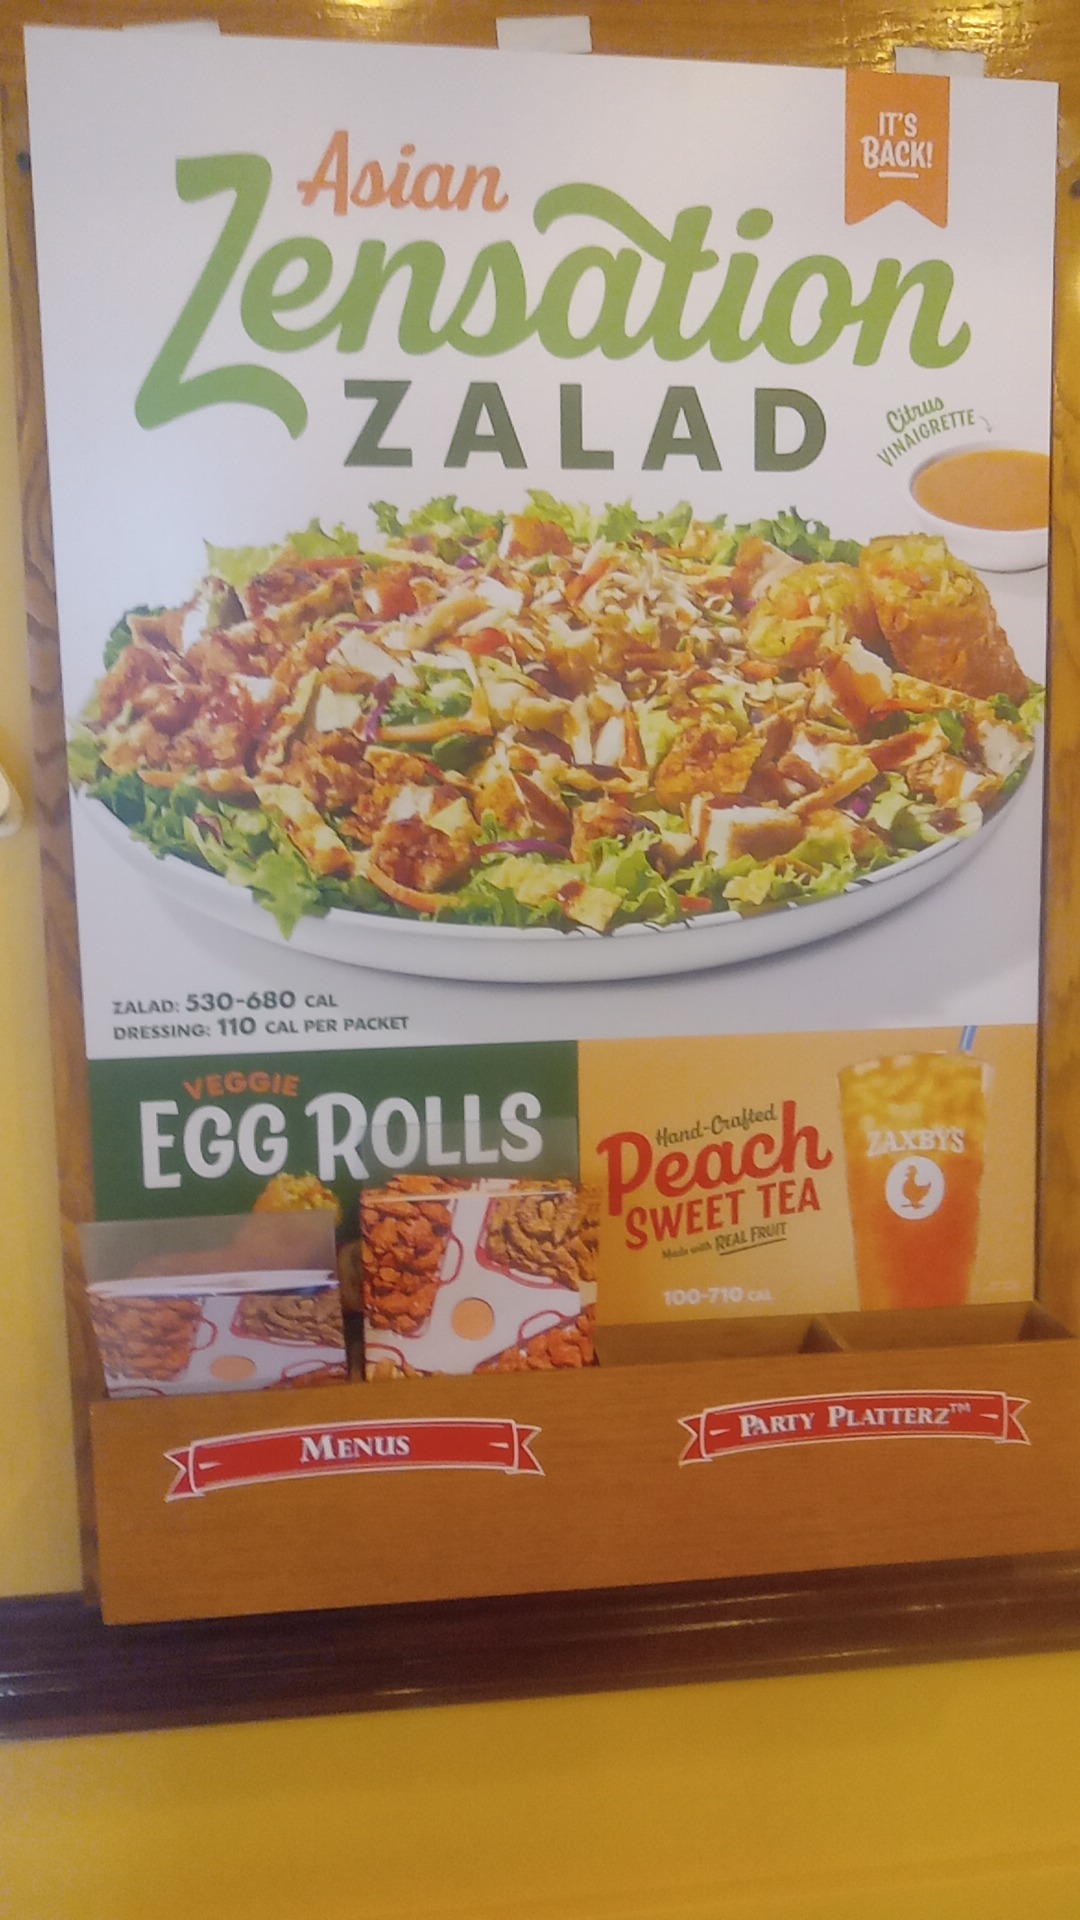 IT'S
BACK!
Asian
Zensation
ZALAD
Citrus
VINAIGRETTE
ZALAD: 530-680 CAL
DRESSING: 110 CAL PER PACKET
VEGGIE
EGG ROLLS
Hand-Crafted
Peach
SWEET TEA
Made with REAL FRUIT
100-710 CAL
ZAXBY'S
MENUS
PARTY PLATTERZ™